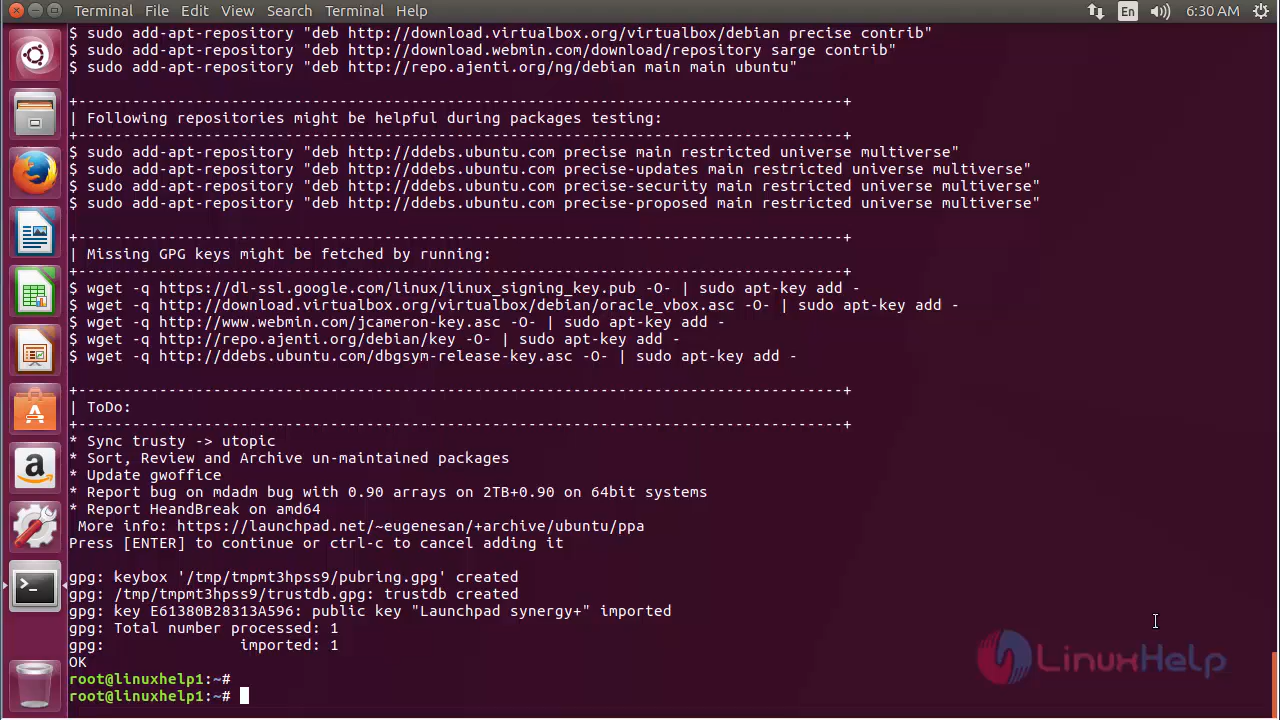 Terminal File Edit View Search Terminal Help En 6:30 AM
$ sudo add-apt-repository "deb http://download.virtualbox.org/virtualbox/debian precise contrib"
$ sudo add-apt-repository "deb http://download.webmin.com/download/repository sarge contrib"
$ sudo add-apt-repository "deb http://repo.ajenti.org/ng/debian main main ubuntu"
+--------------------------------------------------------------------------------------+
| Following repositories might be helpful during packages testing:
+--------------------------------------------------------------------------------------+
$ sudo add-apt-repository "deb http://ddebs.ubuntu.com precise main restricted universe multiverse"
$ sudo add-apt-repository "deb http://ddebs.ubuntu.com precise-updates main restricted universe multiverse"
$ sudo add-apt-repository "deb http://ddebs.ubuntu.com precise-security main restricted universe multiverse"
$ sudo add-apt-repository "deb http://ddebs.ubuntu.com precise-proposed main restricted universe multiverse"
+--------------------------------------------------------------------------------------+
| Missing GPG keys might be fetched by running:
+--------------------------------------------------------------------------------------+
$ wget -q https://dl-ssl.google.com/linux/linux_signing_key.pub -O- | sudo apt-key add -
$ wget -q http://download.virtualbox.org/virtualbox/debian/oracle_vbox.asc -O- | sudo apt-key add -
$ wget -q http://www.webmin.com/jcameron-key.asc -O- | sudo apt-key add -
$ wget -q http://repo.ajenti.org/debian/key -O- | sudo apt-key add -
$ wget -q http://ddebs.ubuntu.com/dbgsym-release-key.asc -O- | sudo apt-key add -
+--------------------------------------------------------------------------------------+
| ToDo:
+--------------------------------------------------------------------------------------+
* Sync trusty -> utopic
* Sort, Review and Archive un-maintained packages
* Update gwoffice
* Report bug on mdadm bug with 0.90 arrays on 2TB+0.90 on 64bit systems
* Report HeandBreak on amd64
More info: https://launchpad.net/~eugenesan/+archive/ubuntu/ppa
Press [ENTER] to continue or ctrl-c to cancel adding it
gpg: keybox '/tmp/tmpmt3hpss9/pubring.gpg' created
gpg: /tmp/tmpmt3hpss9/trustdb.gpg: trustdb created
gpg: key E61380B28313A596: public key "Launchpad synergy+" imported
gpg: Total number processed: 1
gpg: imported: 1
OK
root@linuxhelp1:~#
root@linuxhelp1:~#
LinuxHelp